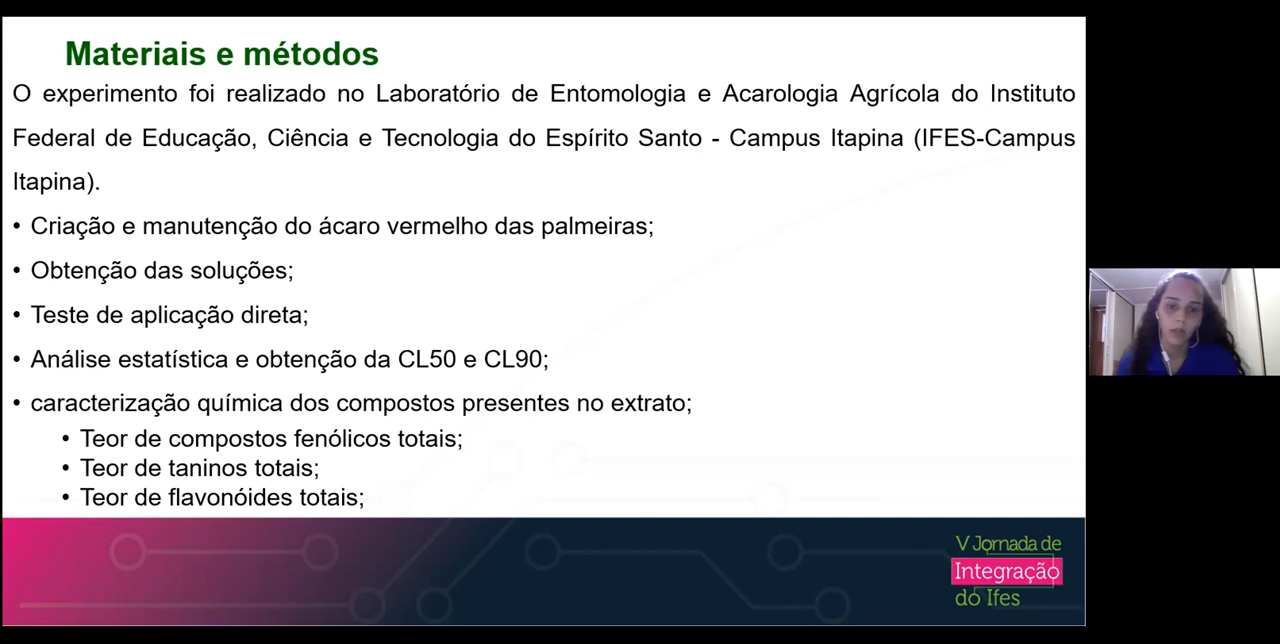 Materiais e métodos
O experimento foi realizado no Laboratório de Entomologia e Acarologia Agrícola do Instituto
Federal de Educação, Ciência e Tecnologia do Espírito Santo - Campus Itapina (IFES-Campus
Itapina).
• Criação e manutenção do ácaro vermelho das palmeiras;
• Obtenção das soluções;
• Teste de aplicação direta;
• Análise estatística e obtenção da CL50 e CL90;
• caracterização química dos compostos presentes no extrato;
• Teor de compostos fenólicos totais;
• Teor de taninos totais;
• Teor de flavonóides totais;
V Jornada de
Integração
do Ifes